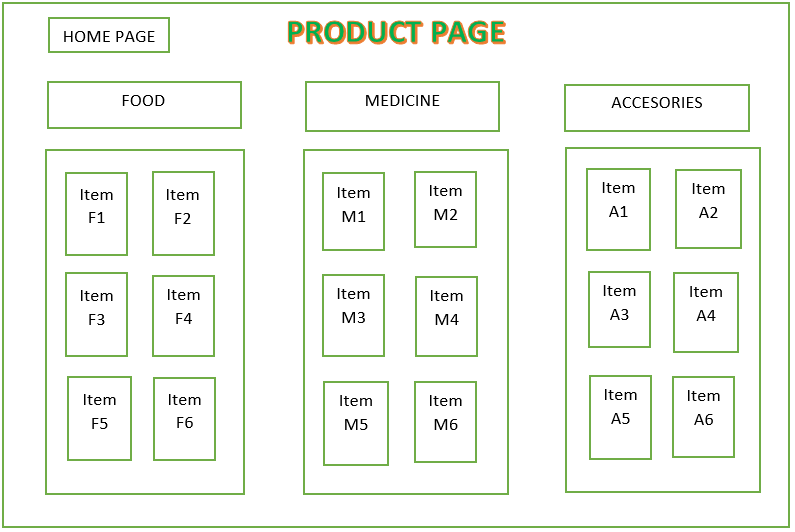 HOME PAGE
PRODUCT PAGE
FOOD
MEDICINE
ACCESORIES
Item
F1
Item
F2
Item
F3
Item
F4
Item
F5
Item
F6
Item
M1
Item
M2
Item
M3
Item
M4
Item
M5
Item
M6
Item
A1
Item
A2
Item
A3
Item
A4
Item
A5
Item
A6